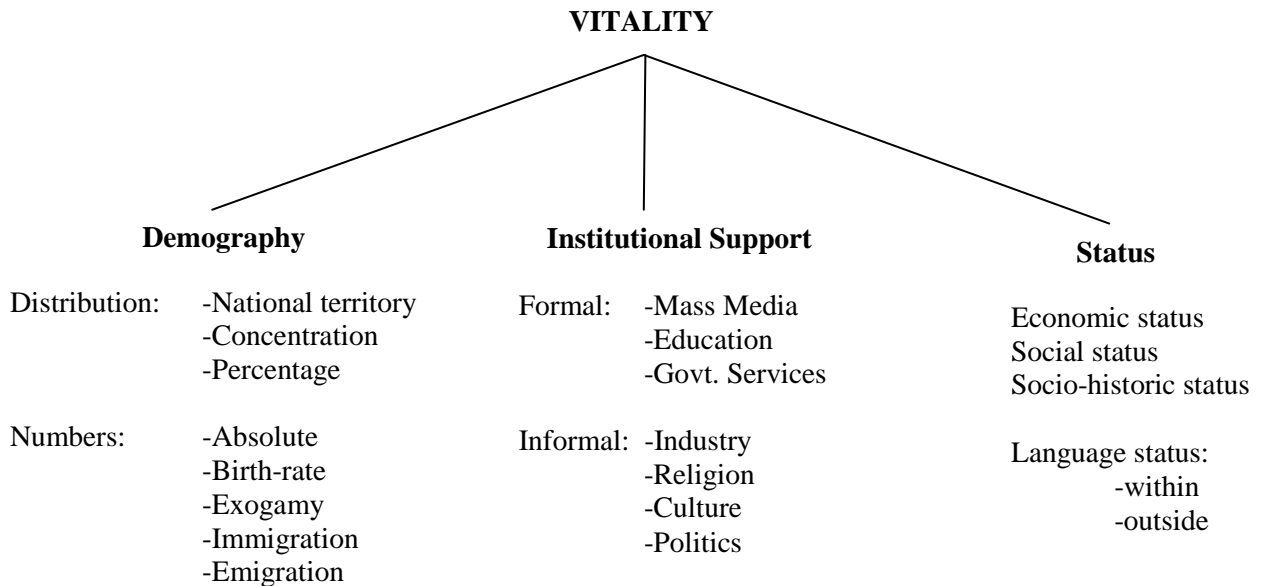 VITALITY
Demography
Distribution: -National territory
-Concentration
-Percentage
Numbers: -Absolute
-Birth-rate
-Exogamy
-Immigration
-Emigration
Institutional Support
Formal: -Mass Media
-Education
-Govt. Services
Informal: -Industry
-Religion
-Culture
-Politics
Status
Economic status
Social status
Socio-historic status
Language status:
-within
-outside